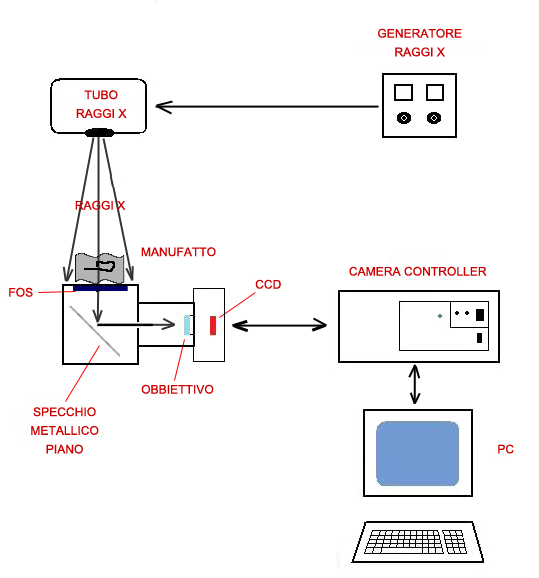 GENERATORE
RAGGI X
TUBO
RAGGI X
RAGGI X
MANUFATTO
FOS
CCD
CAMERA CONTROLLER
OBBIETTIVO
SPECCHIO
METALLICO
PIANO
PC